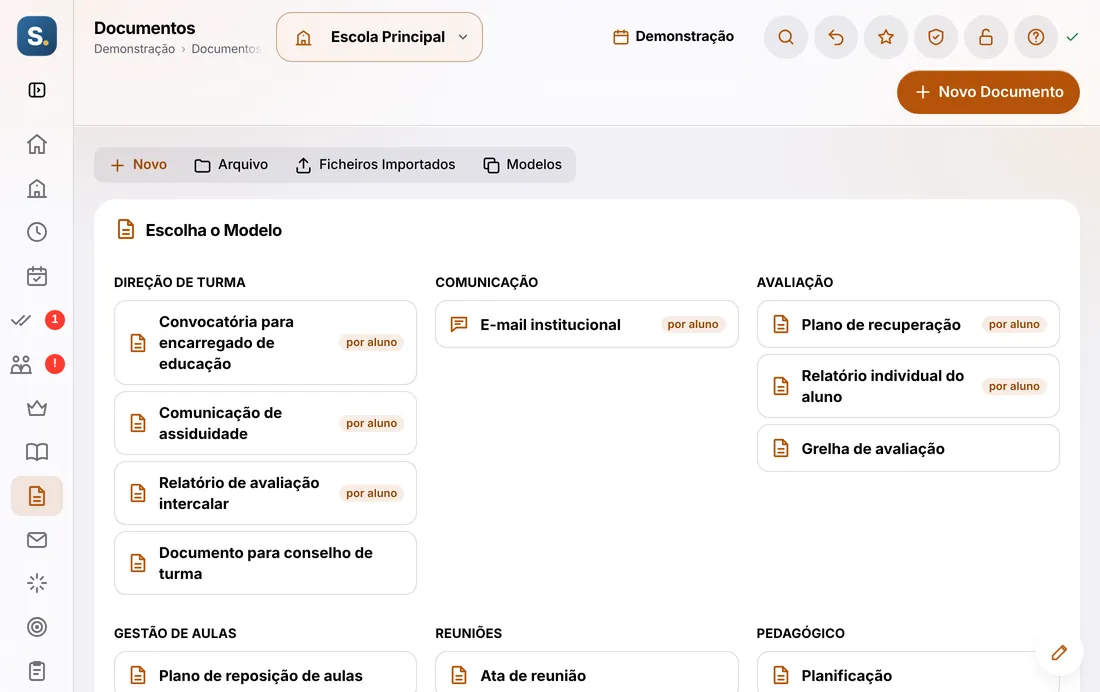 S.
Documentos
Demonstração › Documentos
Escola Principal
Demonstração
+ Novo Documento
+ Novo
Arquivo
Ficheiros Importados
Modelos
1
!
Escolha o Modelo
DIREÇÃO DE TURMA
Convocatória para
encarregado de
educação
por aluno
Comunicação de
assiduidade
por aluno
Relatório de avaliação
intercalar
por aluno
Documento para conselho de
turma
COMUNICAÇÃO
E-mail institucional
por aluno
AVALIAÇÃO
Plano de recuperação
por aluno
Relatório individual do
aluno
por aluno
Grelha de avaliação
GESTÃO DE AULAS
Plano de reposição de aulas
REUNIÕES
Ata de reunião
PEDAGÓGICO
Planificação